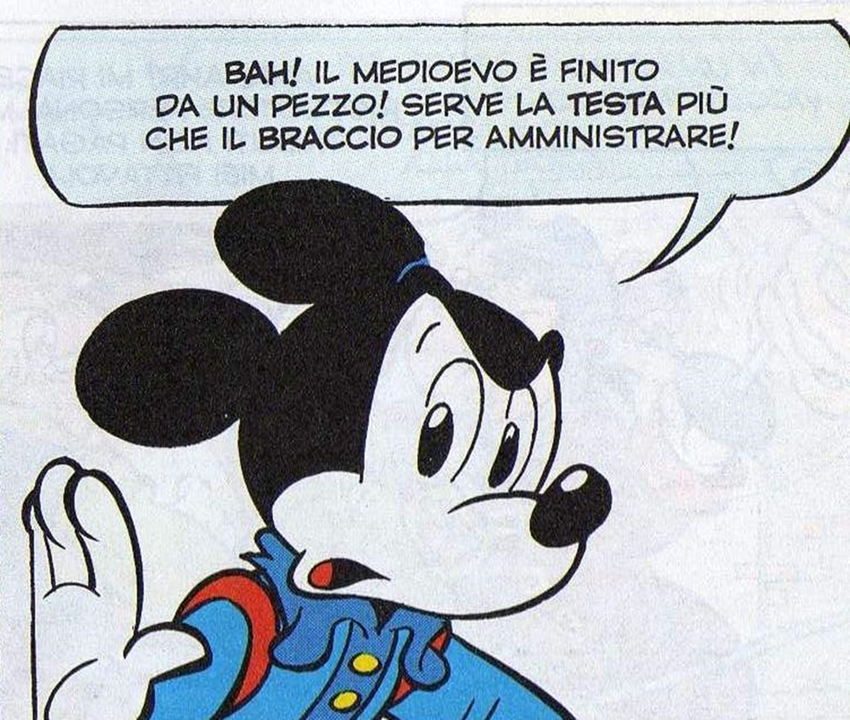 BAH! IL MEDIOEVO È FINITO
DA UN PEZZO! SERVE LA TESTA PIÙ
CHE IL BRACCIO PER AMMINISTRARE!